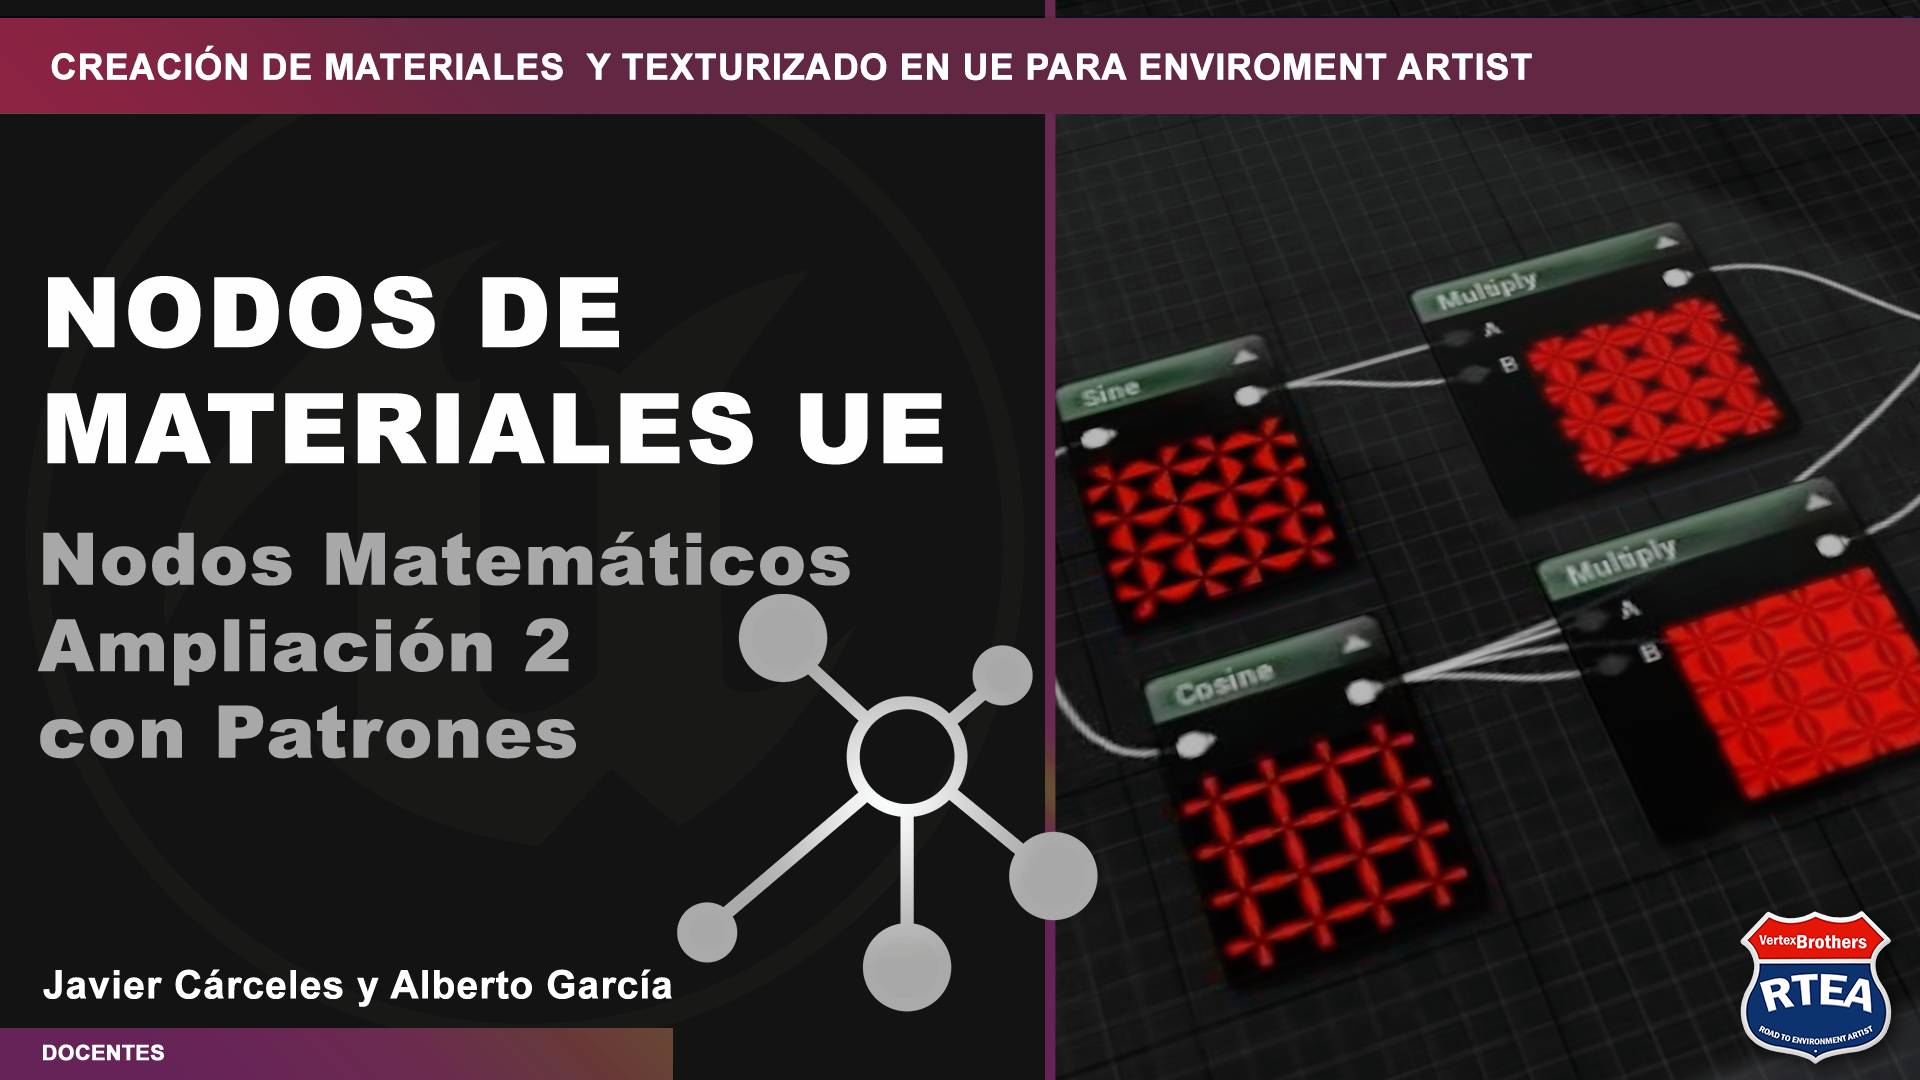 CREACIÓN DE MATERIALES Y TEXTURIZADO EN UE PARA ENVIROMENT ARTIST
NODOS DE
MATERIALES UE
Nodos Matemáticos
Ampliación 2
con Patrones
Javier Cárceles y Alberto García
DOCENTES
Multiply
A
B
Sine
Multiply
A
B
Cosine
VertexBrothers
RTEA
ROAD TO ENVIRONMENT ARTIST